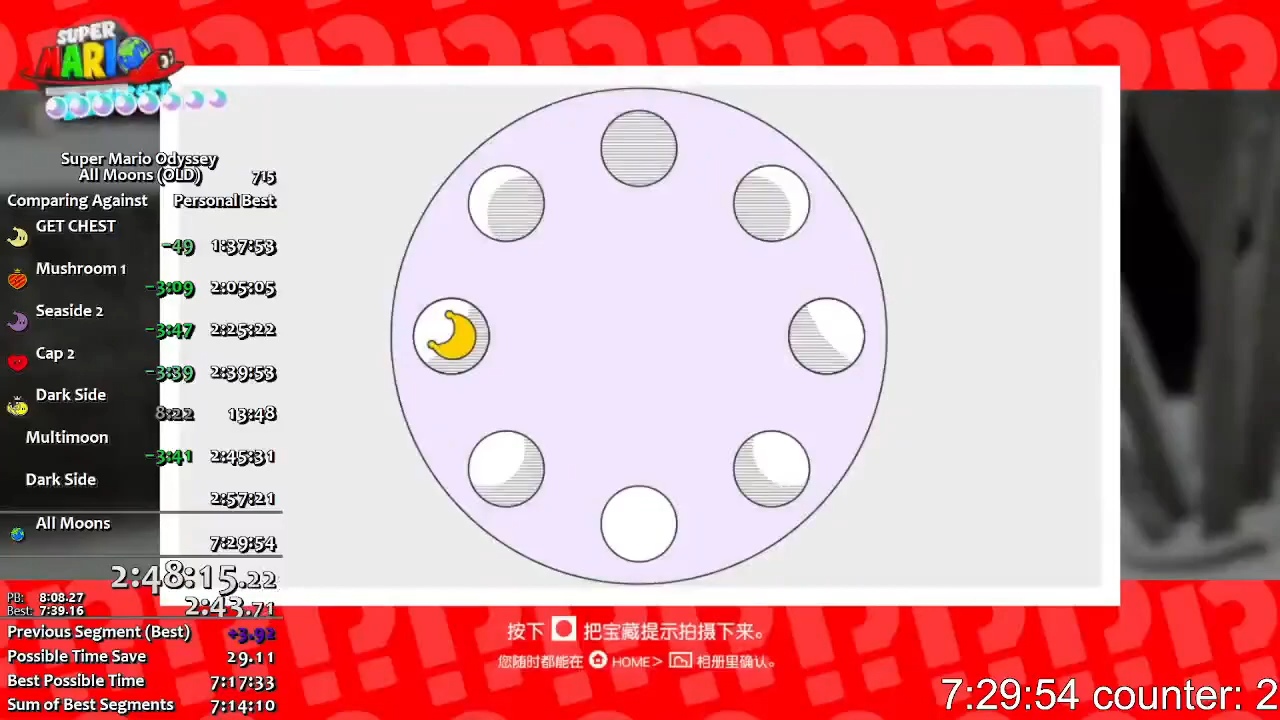 SUPER
MARIO
ODYSSEY
Super Mario Odyssey
All Moons (OLD) 715
Comparing Against Personal Best
GET CHEST
-49 1:37:53
Mushroom 1
-3:09 2:05:05
Seaside 2
-3:47 2:25:22
Cap 2
-3:39 2:39:53
Dark Side
8:22 13:48
Multimoon
-3:41 2:45:31
Dark Side
2:57:21
All Moons
7:29:54
2:48:15.22
PB: 8:08.27
2:43.71
Best: 7:39.16
Previous Segment (Best) +3.92
Possible Time Save 29.11
Best Possible Time 7:17:33
Sum of Best Segments 7:14:10
按下 把宝藏提示拍摄下来。
您随时都能在 HOME> 相册里确认。
7:29:54 counter: 2